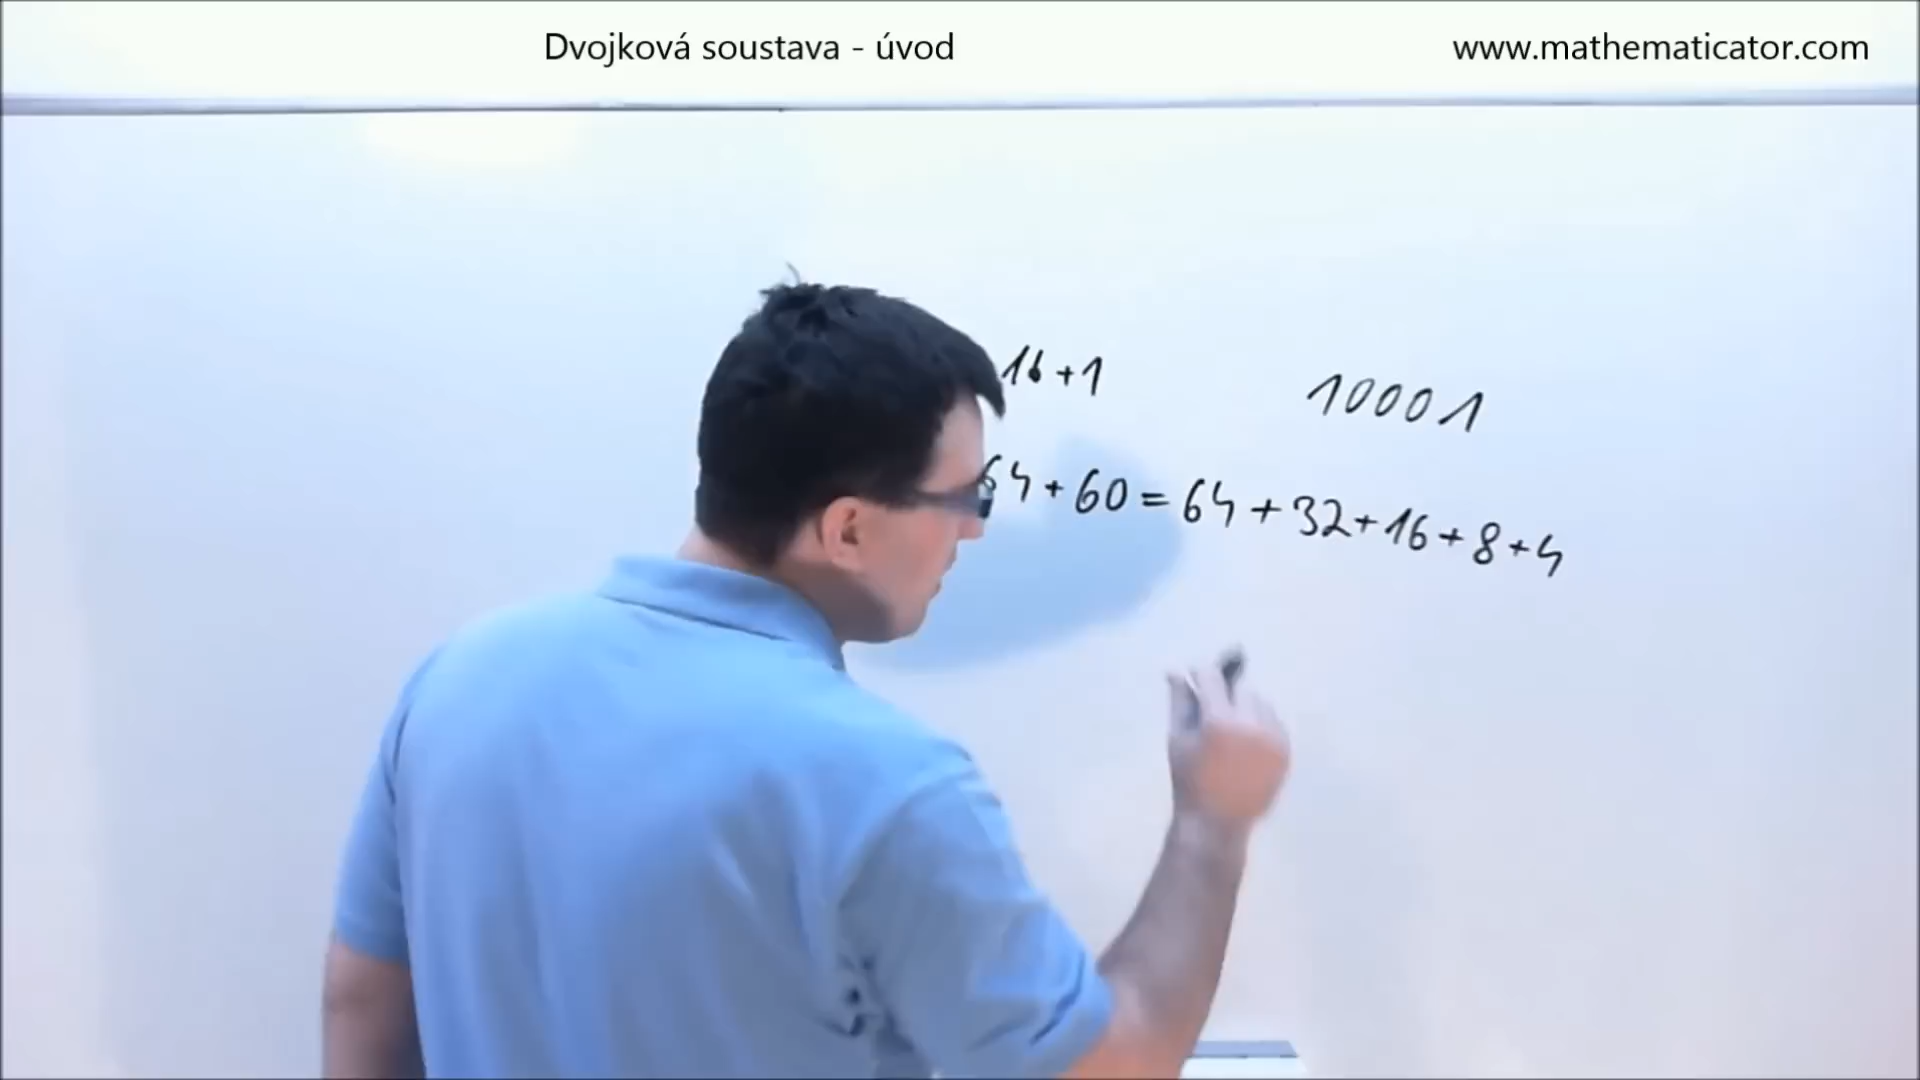 Dvojková soustava - úvod
www.mathematicator.com
16+1
10001
64+60=64+32+16+8+4